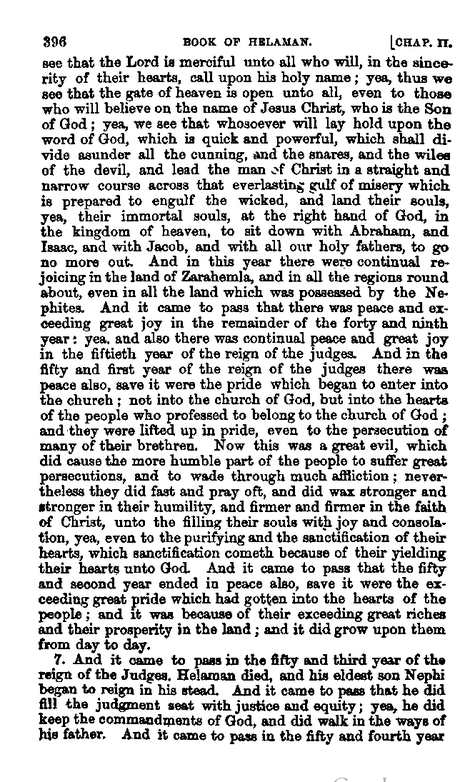 396 BOOK OF HELAMAN. [CHAP. II.
see that the Lord is merciful unto all who will, in the since-
rity of their hearts, call upon his holy name; yea, thus we
see that the gate of heaven is open unto all, even to those
who will believe on the name of Jesus Christ, who is the Son
of God; yea, we see that whosoever will lay hold upon the
word of God, which is quick and powerful, which shall di-
vide asunder all the cunning, and the snares, and the wiles
of the devil, and lead the man of Christ in a straight and
narrow course across that everlasting gulf of misery which
is prepared to engulf the wicked, and land their souls,
yea, their immortal souls, at the right hand of God, in
the kingdom of heaven, to sit down with Abraham, and
Isaac, and with Jacob, and with all our holy fathers, to go
no more out. And in this year there were continual re-
joicing in the land of Zarahemla, and in all the regions round
about, even in all the land which was possessed by the Ne-
phites. And it came to pass that there was peace and ex-
ceeding great joy in the remainder of the forty and ninth
year: yea, and also there was continual peace and great joy
in the fiftieth year of the reign of the judges. And in the
fifty and first year of the reign of the judges there was
peace also, save it were the pride which began to enter into
the church; not into the church of God, but into the hearts
of the people who professed to belong to the church of God;
and they were lifted up in pride, even to the persecution of
many of their brethren. Now this was a great evil, which
did cause the more humble part of the people to suffer great
persecutions, and to wade through much affliction; never-
theless they did fast and pray oft, and did wax stronger and
stronger in their humility, and firmer and firmer in the faith
of Christ, unto the filling their souls with joy and consola-
tion, yea, even to the purifying and the sanctification of their
hearts, which sanctification cometh because of their yielding
their hearts unto God. And it came to pass that the fifty
and second year ended in peace also, save it were the ex-
ceeding great pride which had gotten into the hearts of the
people; and it was because of their exceeding great riches
and their prosperity in the land; and it did grow upon them
from day to day.
7. And it came to pass in the fifty and third year of the
reign of the Judges, Helaman died, and his eldest son Nephi
began to reign in his stead. And it came to pass that he did
fill the judgment seat with justice and equity; yea, he did
keep the commandments of God, and did walk in the ways of
his father. And it came to pass in the fifty and fourth year